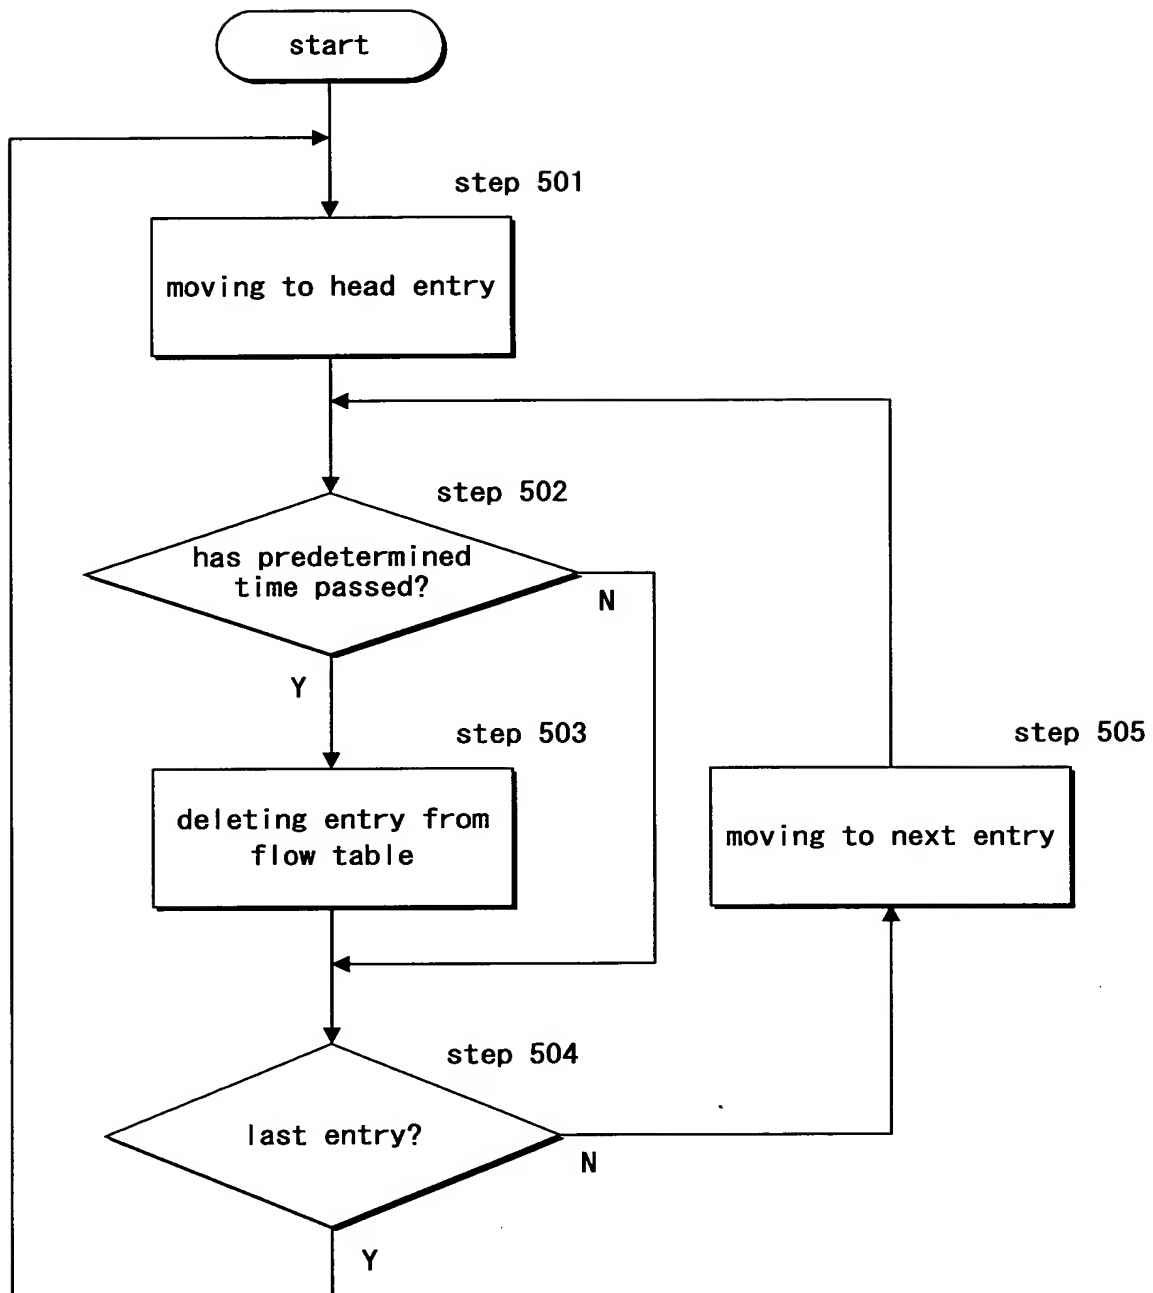 start
step 501
moving to head entry
step 502
has predetermined
time passed?
N
Y
step 503
deleting entry from
flow table
step 505
moving to next entry
step 504
last entry?
N
Y